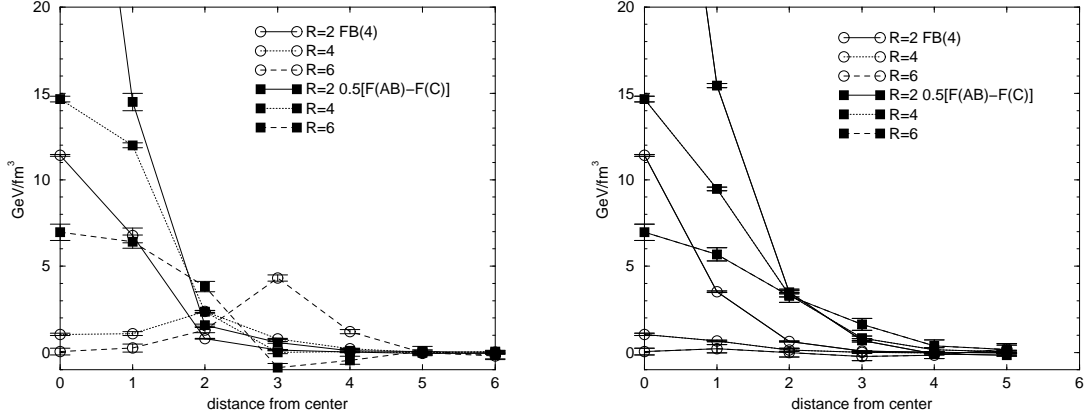 20
15
10
5
0
GeV/fm³
R=2 FB(4)
R=4
R=6
R=2 0.5[F(AB)−F(C)]
R=4
R=6
0 1 2 3 4 5 6
distance from center
20
15
10
5
0
GeV/fm³
R=2 FB(4)
R=4
R=6
R=2 0.5[F(AB)−F(C)]
R=4
R=6
0 1 2 3 4 5 6
distance from center